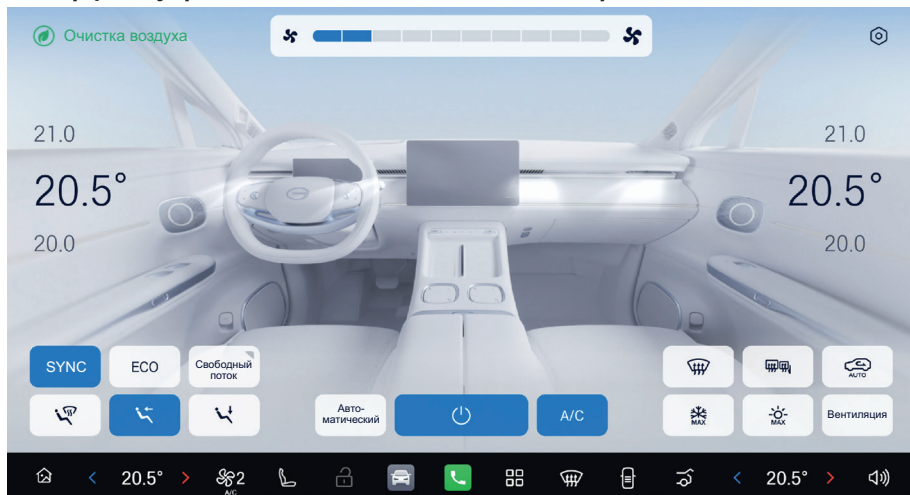 Очистка воздуха
21.0
21.0
20.5°
20.5°
20.0
20.0
SYNC
ECO
Свободный
поток
AUTO
Авто-
матический
A/C
MAX
MAX
Вентиляция
< 20.5° >
2
A/C
< 20.5° >